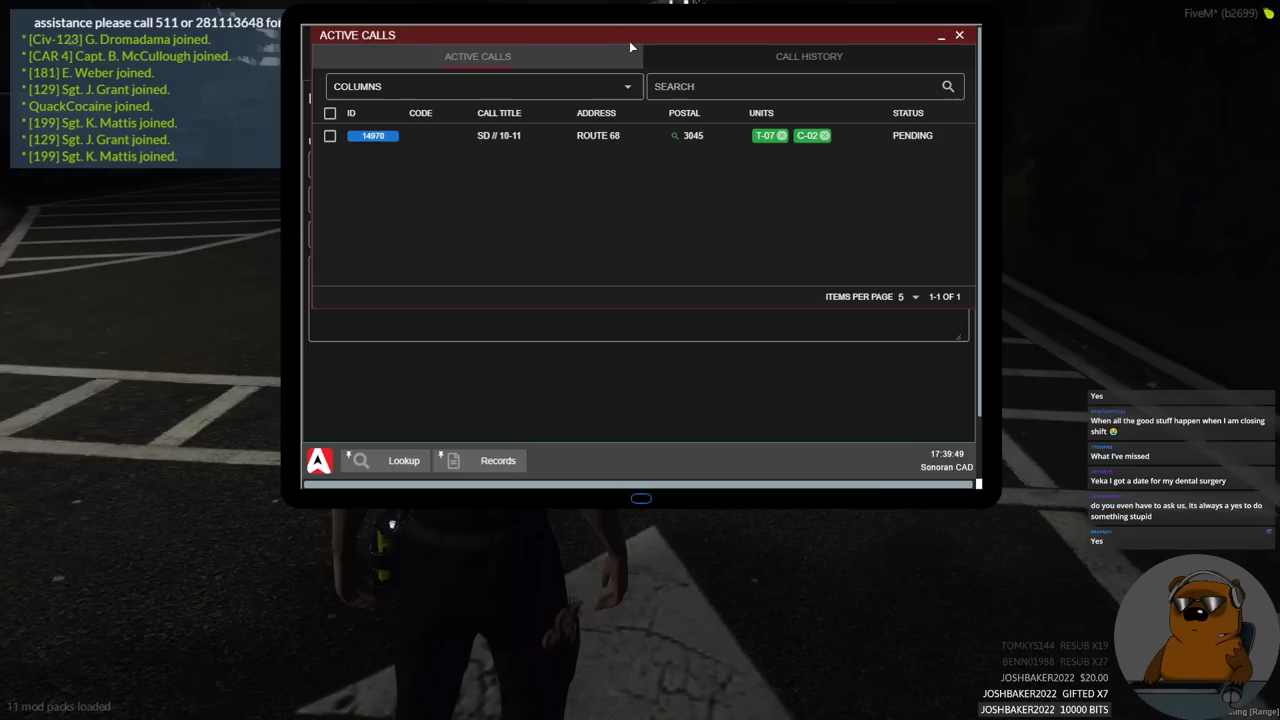 assistance please call 511 or 281113648 for
* [Civ-123] G. Dromadama joined.
* [CAR 4] Capt. B. McCullough joined.
* [181] E. Weber joined.
* [129] Sgt. J. Grant joined.
* QuackCocaine joined.
* [199] Sgt. K. Mattis joined.
* [129] Sgt. J. Grant joined.
* [199] Sgt. K. Mattis joined.
FiveM* (b2699)
ACTIVE CALLS
ACTIVE CALLS CALL HISTORY
COLUMNS SEARCH
ID CODE CALL TITLE ADDRESS POSTAL UNITS STATUS
14970 SD // 10-11 ROUTE 68 3045 T-07 C-02 PENDING
ITEMS PER PAGE 5 1-1 OF 1
Lookup Records
17:39:49
Sonoran CAD
Yes
When all the good stuff happen when I am closing
shift 😭
What I've missed
Yeka I got a date for my dental surgery
do you even have to ask us, its always a yes to do
something stupid
Yes
TOMKYS144 RESUB X19
BENN01988 RESUB X27
JOSHBAKER2022 $20.00
JOSHBAKER2022 GIFTED X7
JOSHBAKER2022 10000 BITS
[Range]
11 mod packs loaded